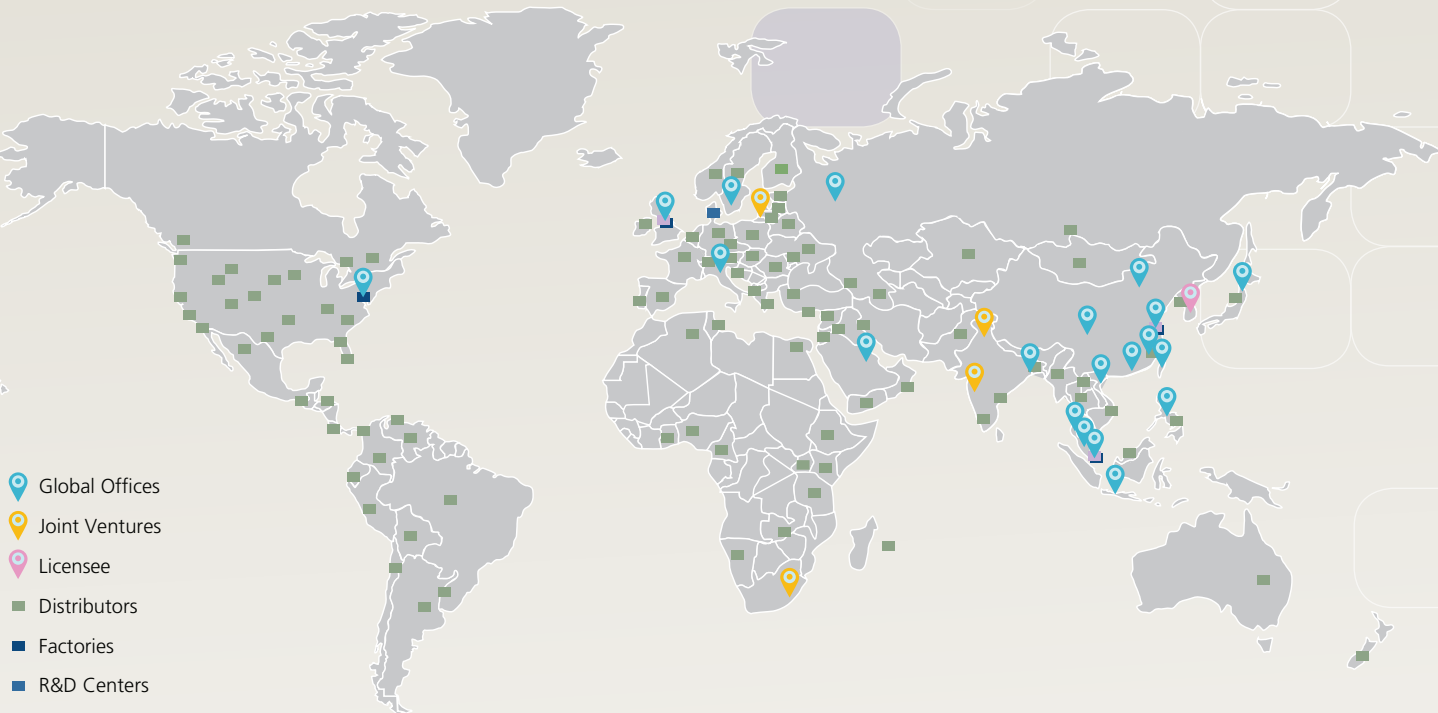 Global Offices
Joint Ventures
Licensee
Distributors
Factories
R&D Centers